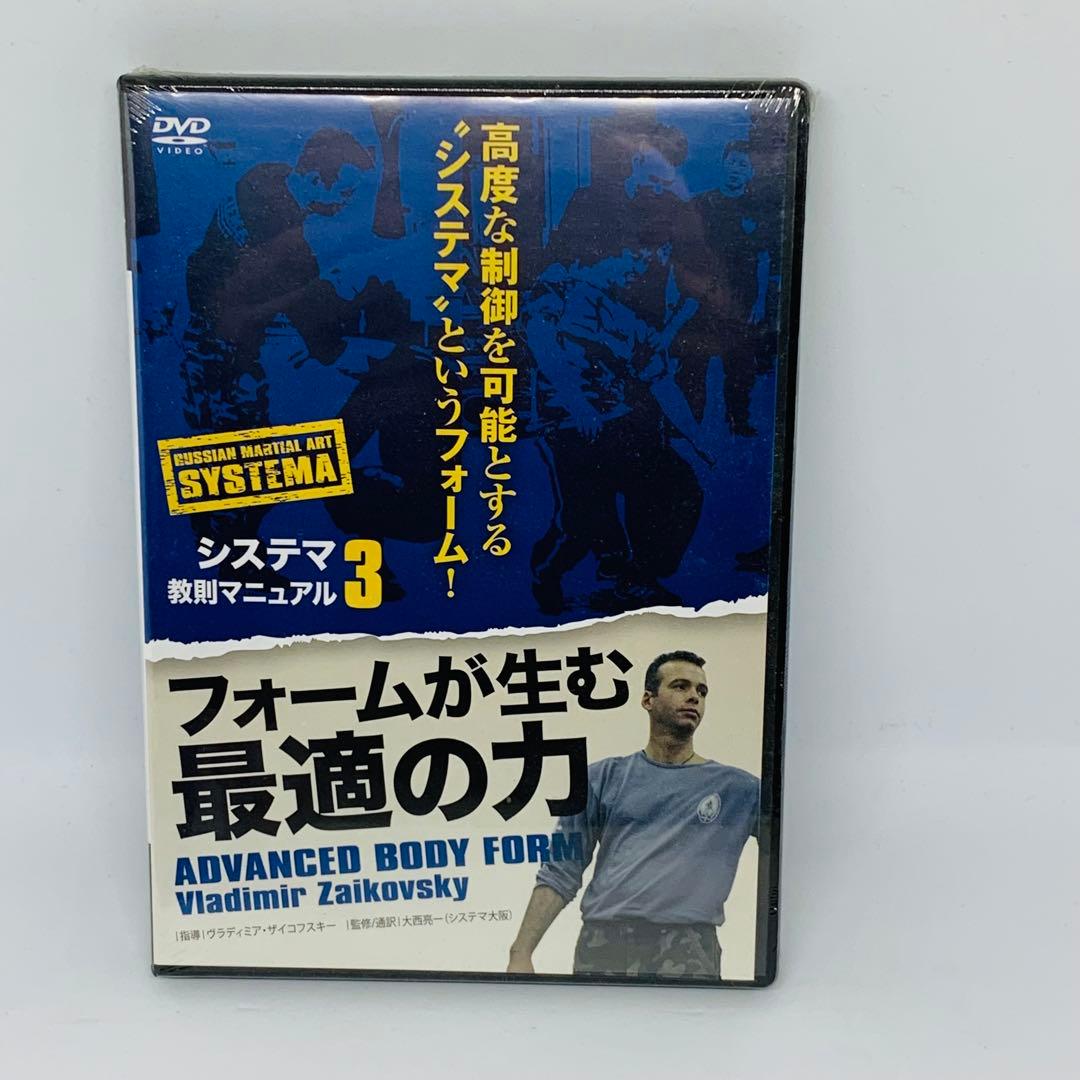 DVD
VIDEO
高度な制御を可能とする
〝システマ〟というフォーム!
RUSSIAN MARTIAL ART
SYSTEMA
システマ
教則マニュアル 3
フォームが生む
最適の力
ADVANCED BODY FORM
Vladimir Zaikovsky
|指導|ヴラディミア・ザイコフスキー |監修/通訳|大西亮一(システマ大阪)